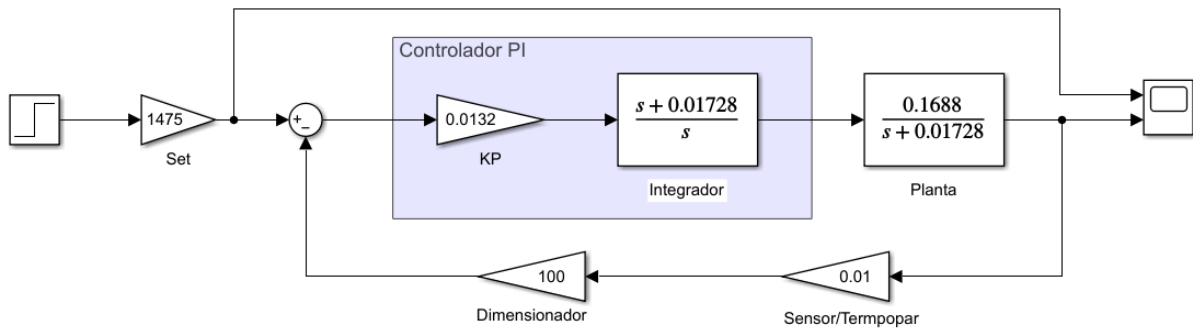 Controlador PI
1475
Set
+
−
0.0132
KP
s + 0.01728
s
Integrador
0.1688
s + 0.01728
Planta
100
Dimensionador
0.01
Sensor/Termpopar